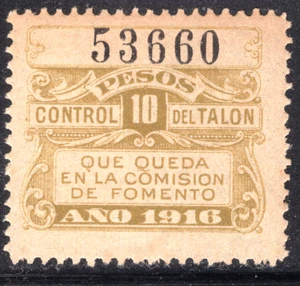 53660
PESOS
CONTROL 10 DEL TALON
QUE QUEDA
EN LA COMISION
DE FOMENTO
AÑO 1916